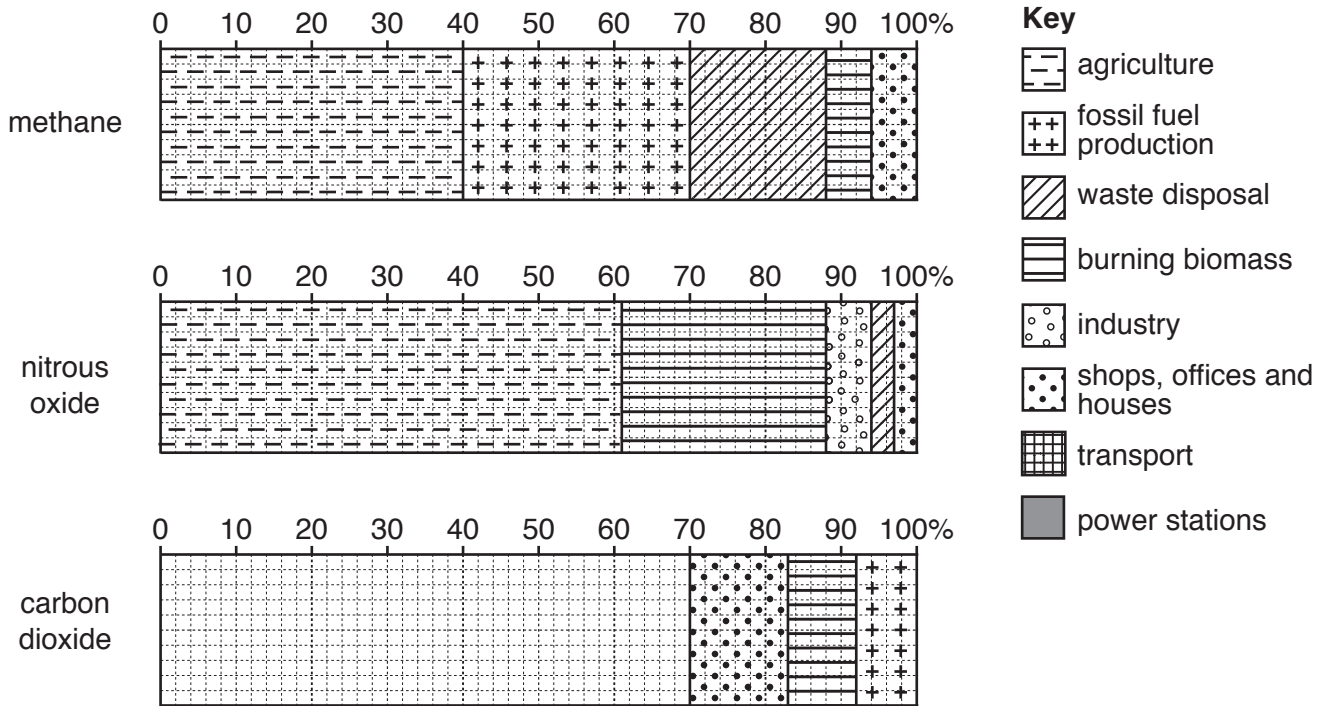 0 10 20 30 40 50 60 70 80 90 100%
methane
0 10 20 30 40 50 60 70 80 90 100%
nitrous
oxide
0 10 20 30 40 50 60 70 80 90 100%
carbon
dioxide
Key
agriculture
fossil fuel
production
waste disposal
burning biomass
industry
shops, offices and
houses
transport
power stations